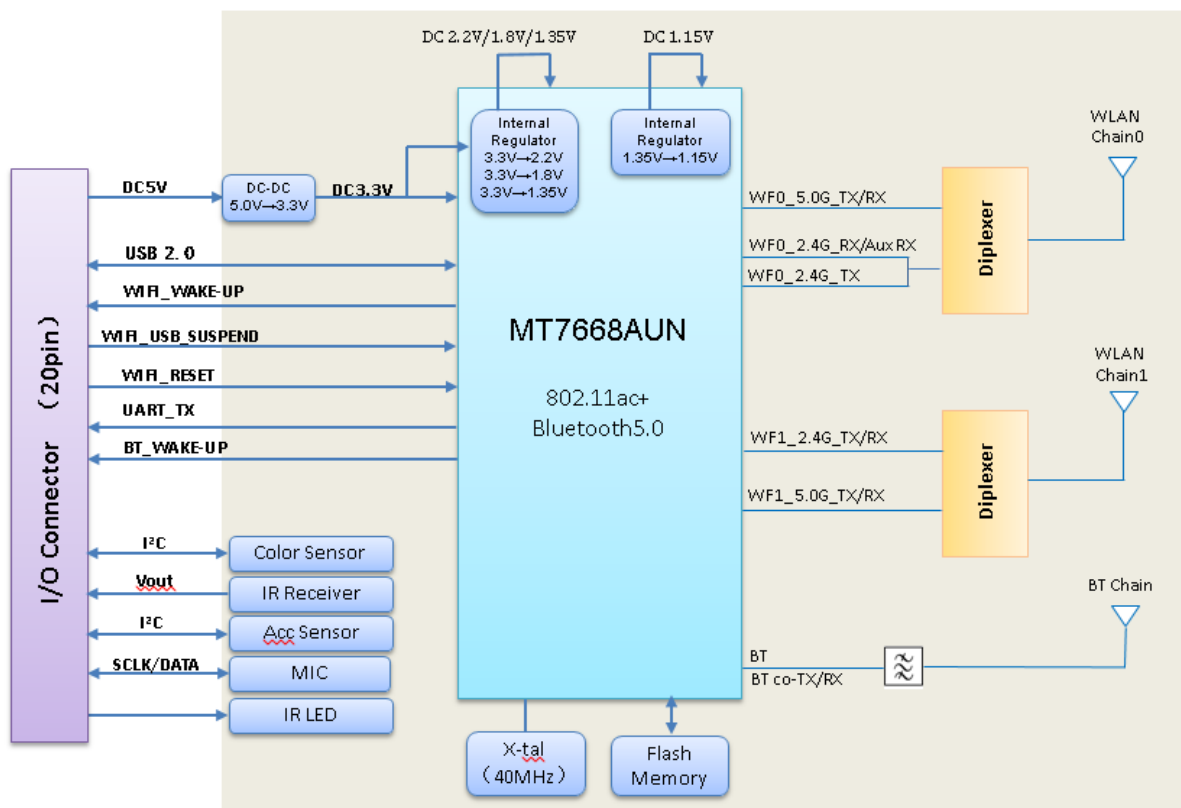 DC 2.2V/1.8V/1.35V
DC 1.15V
Internal
Regulator
3.3V→2.2V
3.3V→1.8V
3.3V→1.35V
Internal
Regulator
1.35V→1.15V
WLAN
Chain0
I/O Connector （20pin）
DC5V
DC-DC
5.0V→3.3V
DC3.3V
USB 2. 0
WIFI_WAKE-UP
WIFI_USB_SUSPEND
WIFI_RESET
UART_TX
BT_WAKE-UP
MT7668AUN
802.11ac+
Bluetooth5.0
WF0_5.0G_TX/RX
WF0_2.4G_RX/Aux RX
WF0_2.4G_TX
Diplexer
WLAN
Chain1
WF1_2.4G_TX/RX
WF1_5.0G_TX/RX
Diplexer
I²C
Color Sensor
Vout
IR Receiver
I²C
Acc Sensor
SCLK/DATA
MIC
IR LED
BT Chain
BT
BT co-TX/RX
X-tal
（40MHz）
Flash
Memory